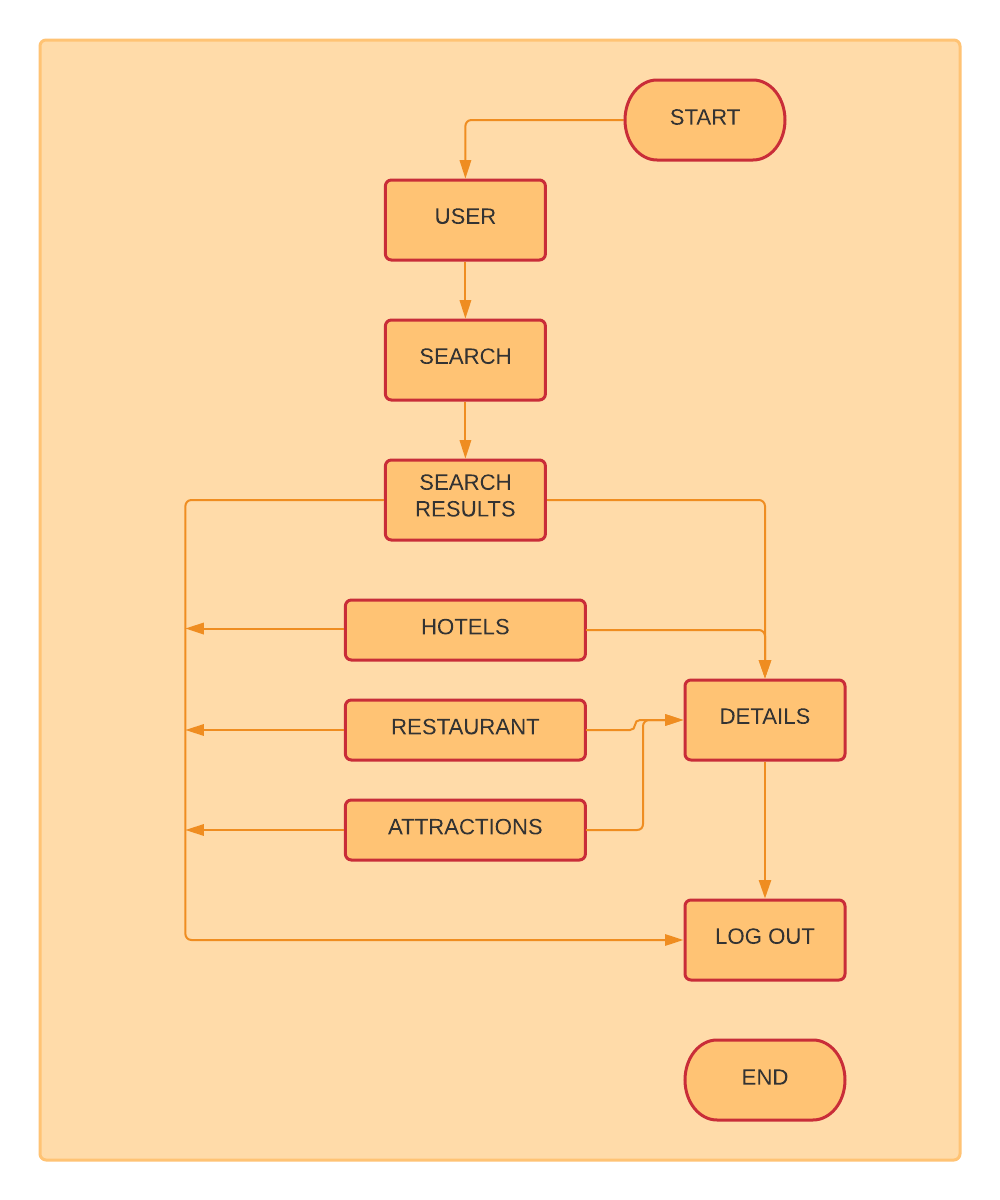 START
USER
SEARCH
SEARCH
RESULTS
HOTELS
RESTAURANT
DETAILS
ATTRACTIONS
LOG OUT
END